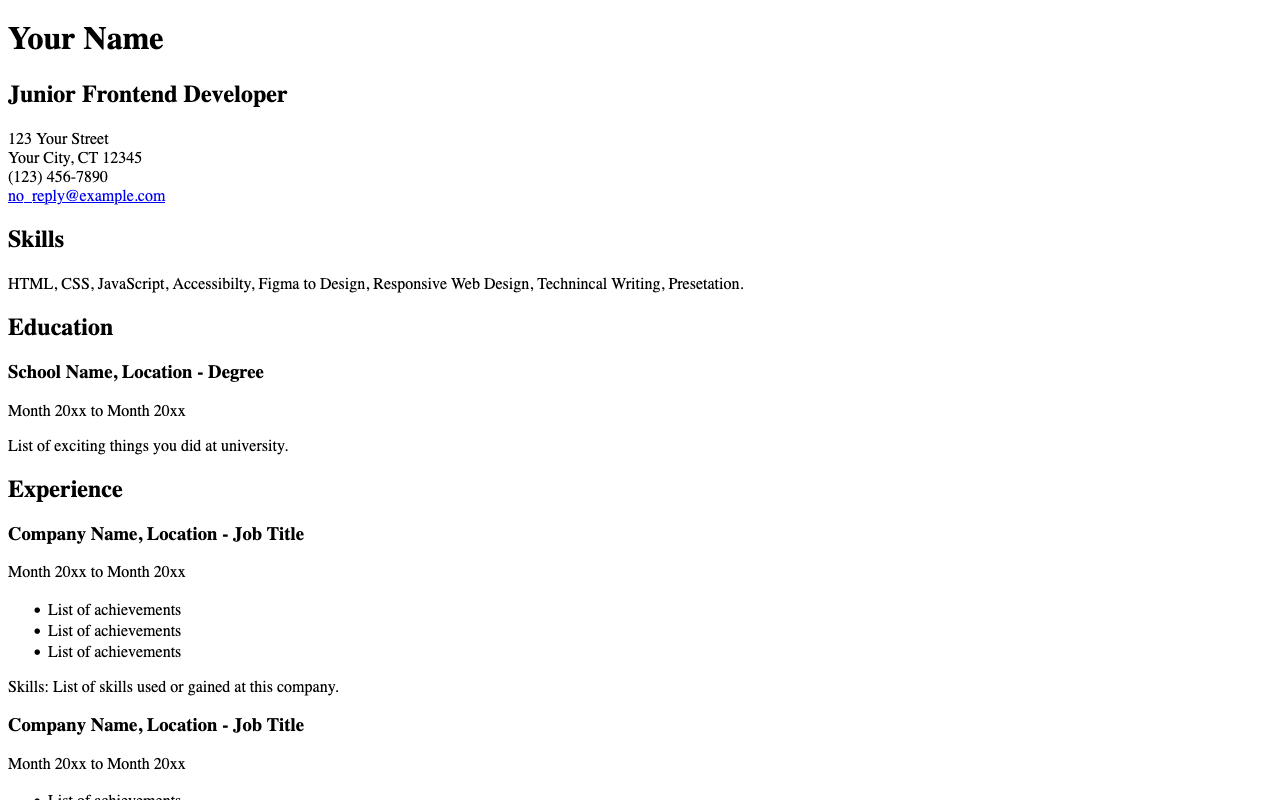 Your Name
Junior Frontend Developer
123 Your Street
Your City, CT 12345
(123) 456-7890
no_reply@example.com
Skills
HTML, CSS, JavaScript, Accessibilty, Figma to Design, Responsive Web Design, Technincal Writing, Presetation.
Education
School Name, Location - Degree
Month 20xx to Month 20xx
List of exciting things you did at university.
Experience
Company Name, Location - Job Title
Month 20xx to Month 20xx
• List of achievements
• List of achievements
• List of achievements
Skills: List of skills used or gained at this company.
Company Name, Location - Job Title
Month 20xx to Month 20xx
• List of achievements